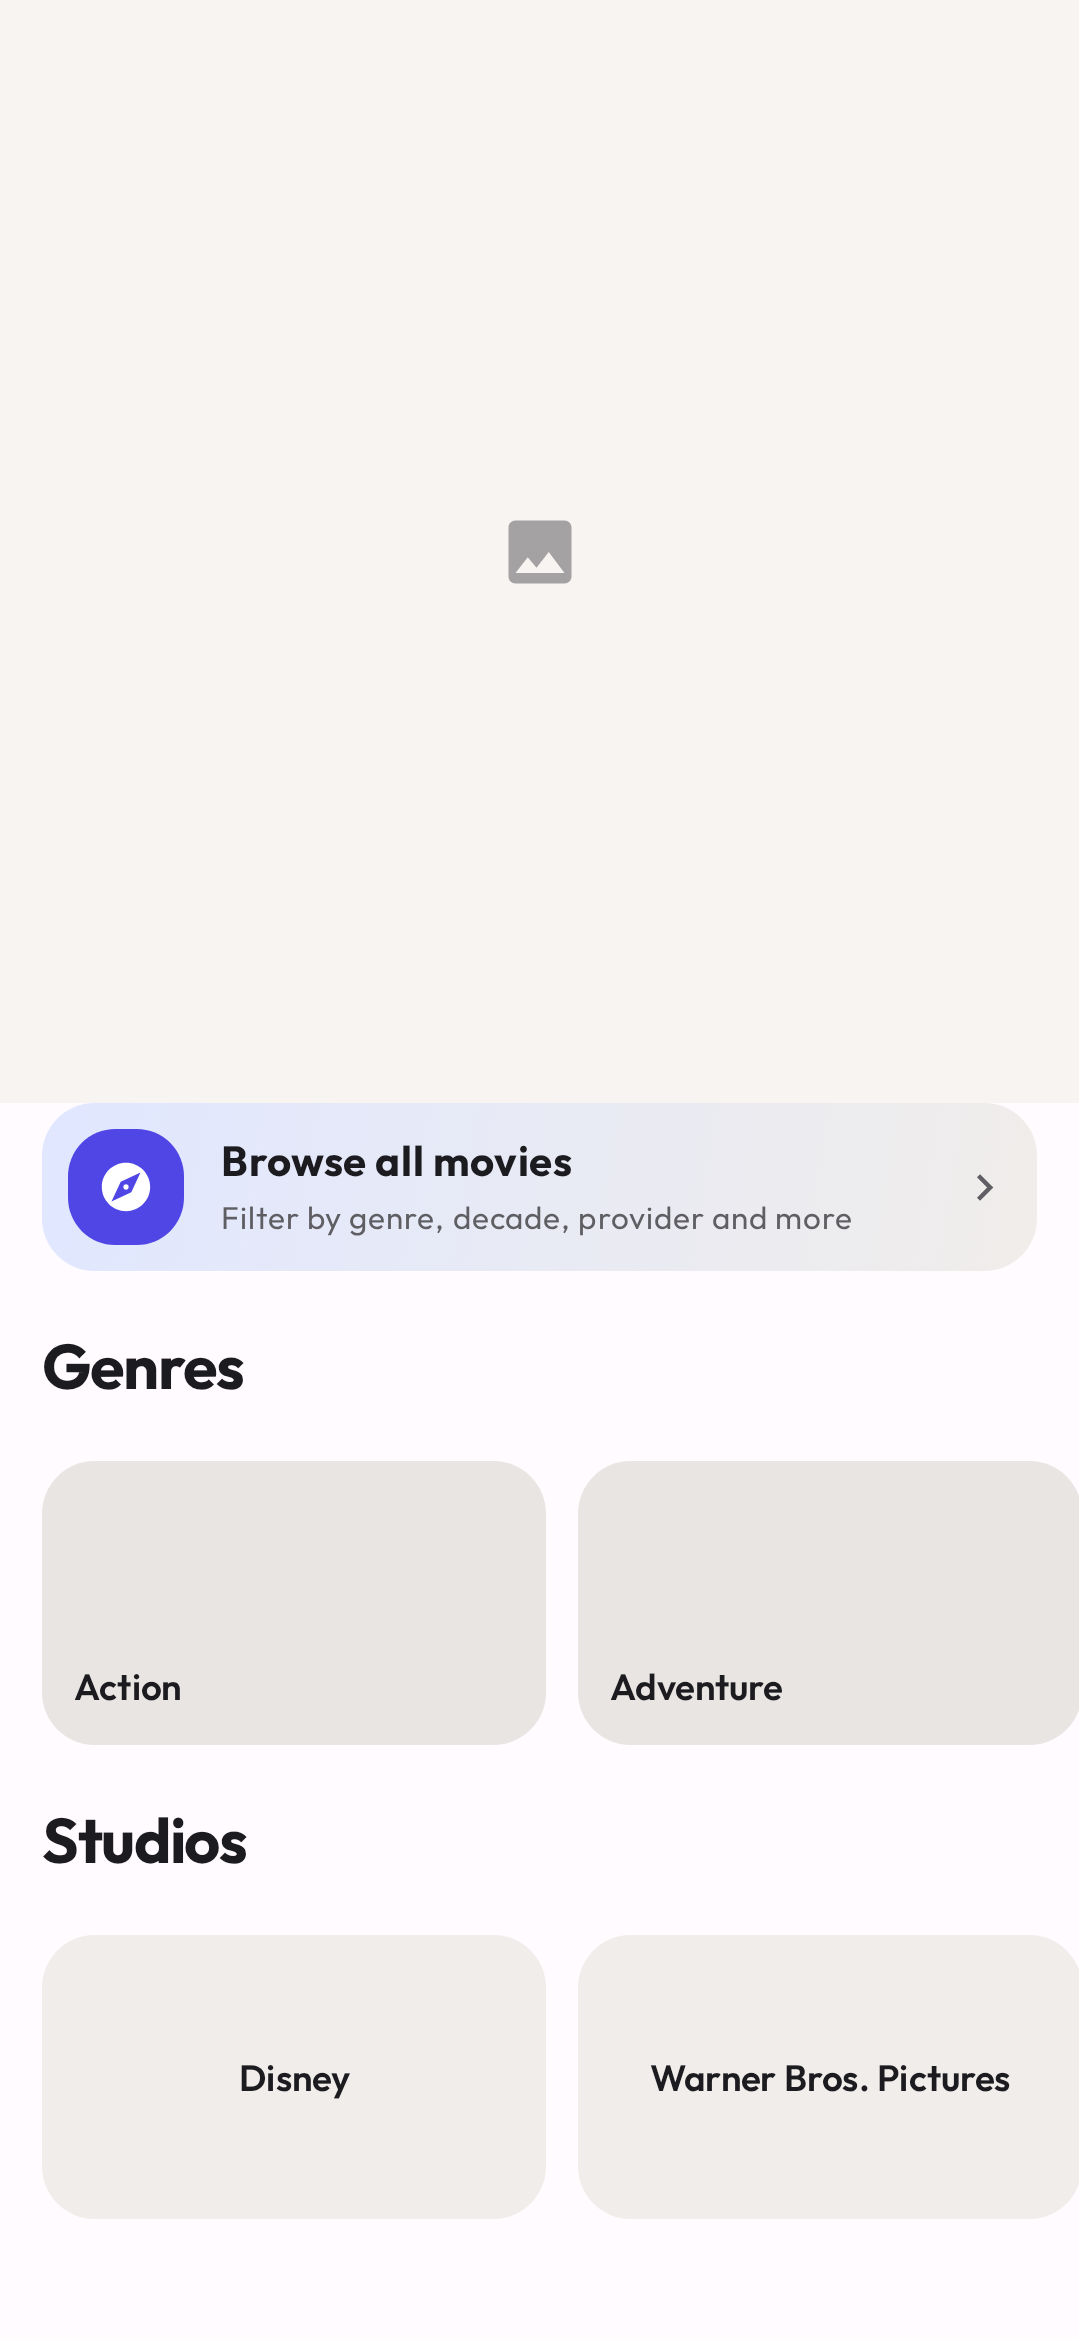 Browse all movies
Filter by genre, decade, provider and more
Genres
Action
Adventure
Studios
Disney
Warner Bros. Pictures